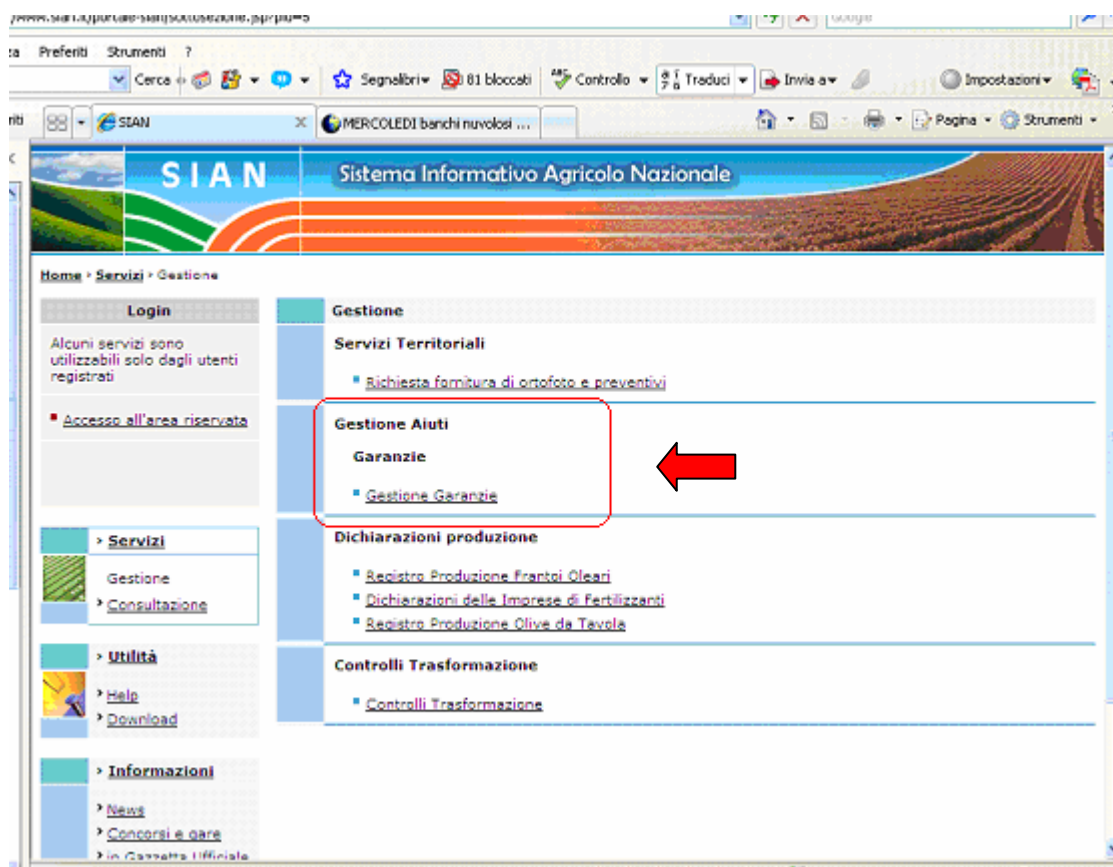 Google
Preferiti Strumenti ?
Cerca Segnalibri 81 bloccati Controllo Traduci Invia a Impostazioni
SIAN MERCOLEDI banchi nuvolosi ... Pagina Strumenti
SIAN Sistema Informativo Agricolo Nazionale
Home > Servizi > Gestione
Login
Alcuni servizi sono
utilizzabili solo dagli utenti
registrati
Accesso all'area riservata
> Servizi
Gestione
> Consultazione
> Utilità
> Help
> Download
> Informazioni
> News
> Concorsi e gare
> in Gazzetta Ufficiale
Gestione
Servizi Territoriali
Richiesta fornitura di ortofoto e preventivi
Gestione Aiuti
Garanzie
Gestione Garanzie
Dichiarazioni produzione
Registro Produzione Frantoi Oleari
Dichiarazioni delle Imprese di Fertilizzanti
Registro Produzione Olive da Tavola
Controlli Trasformazione
Controlli Trasformazione